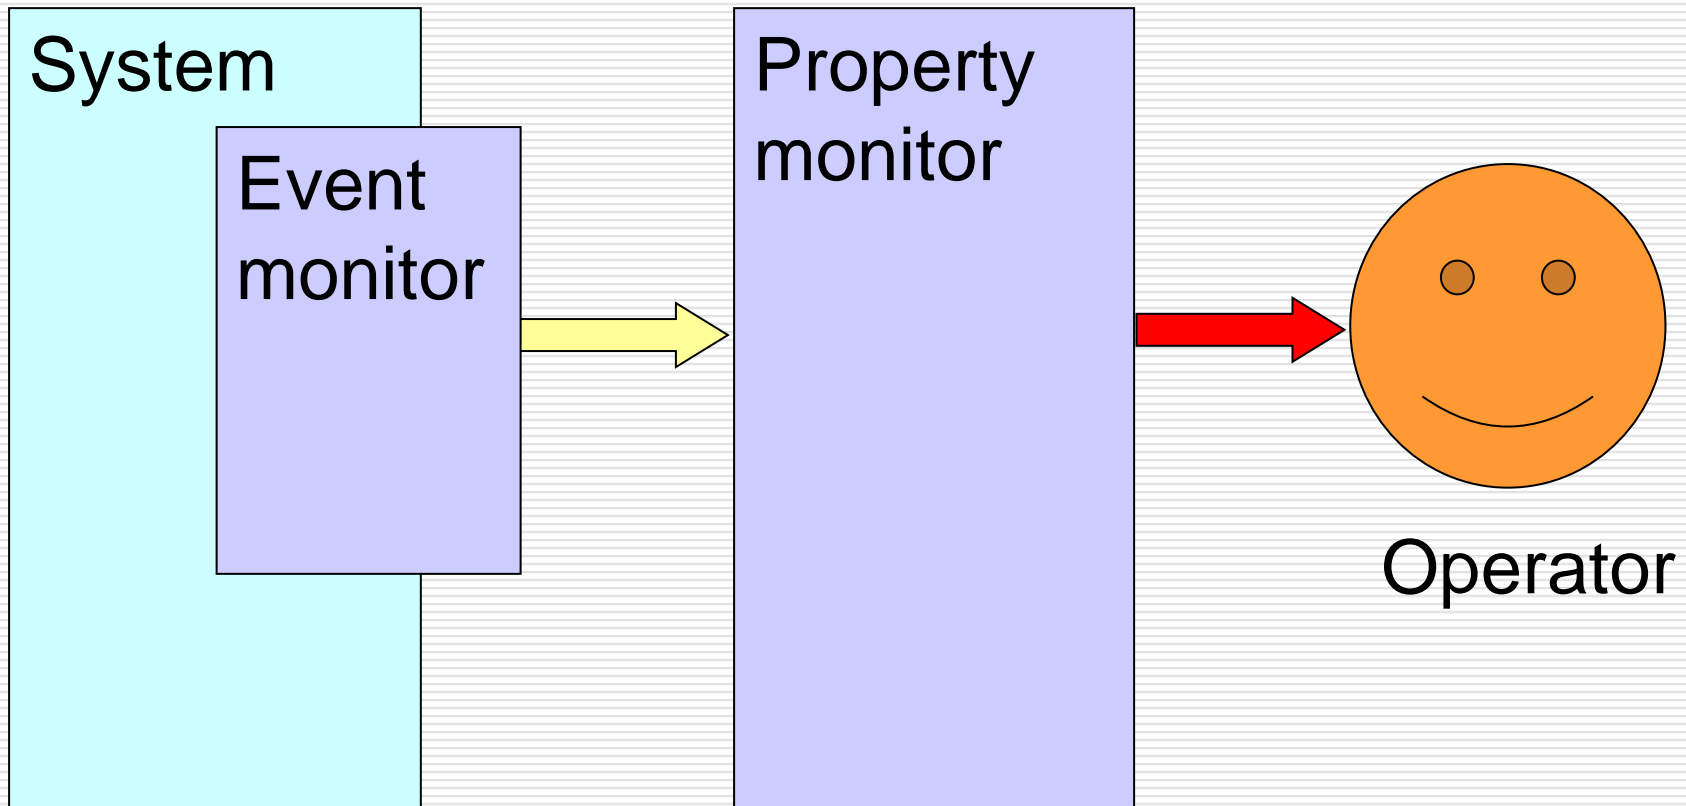 System
Event
monitor
Property
monitor
Operator